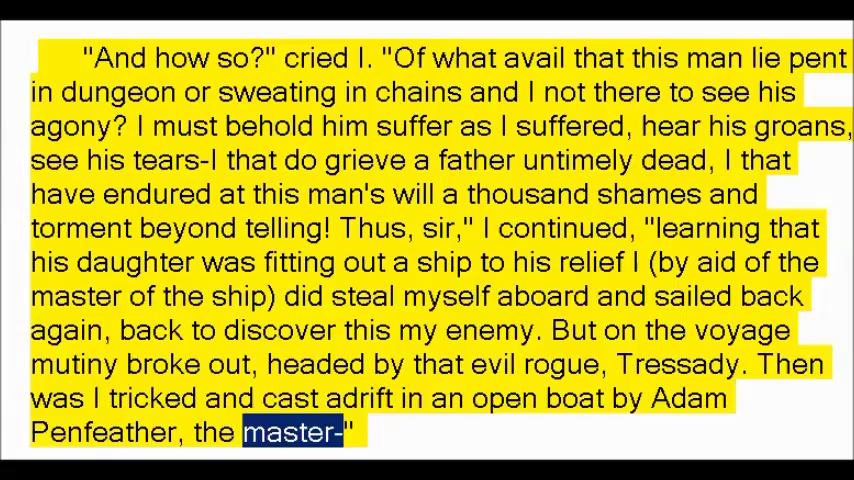 "And how so?" cried I. "Of what avail that this man lie pent
in dungeon or sweating in chains and I not there to see his
agony? I must behold him suffer as I suffered, hear his groans,
see his tears-I that do grieve a father untimely dead, I that
have endured at this man's will a thousand shames and
torment beyond telling! Thus, sir," I continued, "learning that
his daughter was fitting out a ship to his relief I (by aid of the
master of the ship) did steal myself aboard and sailed back
again, back to discover this my enemy. But on the voyage
mutiny broke out, headed by that evil rogue, Tressady. Then
was I tricked and cast adrift in an open boat by Adam
Penfeather, the master-"